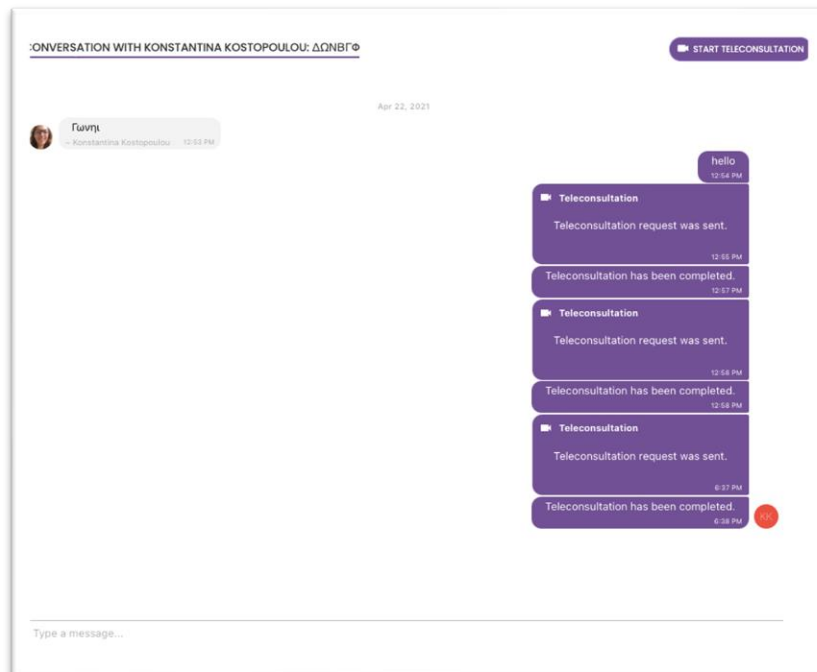 :ONVERSATION WITH KONSTANTINA KOSTOPOULOU: ΔΩΝΒΓΦ
START TELECONSULTATION
Apr 22, 2021
Γωνηι
– Konstantina Kostopoulou 12:53 PM
hello
12:54 PM
Teleconsultation
Teleconsultation request was sent.
12:55 PM
Teleconsultation has been completed.
12:57 PM
Teleconsultation
Teleconsultation request was sent.
12:58 PM
Teleconsultation has been completed.
12:58 PM
Teleconsultation
Teleconsultation request was sent.
6:37 PM
Teleconsultation has been completed.
6:38 PM
KK
Type a message...